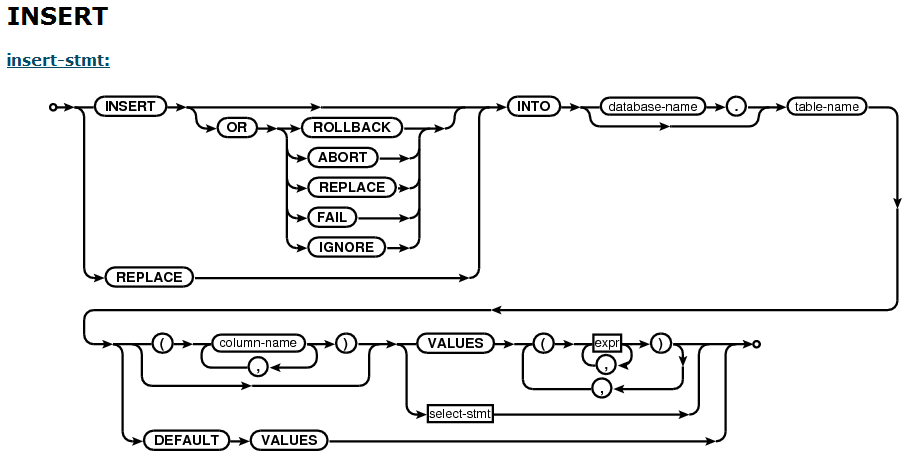 INSERT
insert-stmt:
INSERT INTO database-name . table-name
OR ROLLBACK
ABORT
REPLACE
FAIL
IGNORE
REPLACE
( column-name ) VALUES ( expr )
, ,
,
select-stmt
DEFAULT VALUES